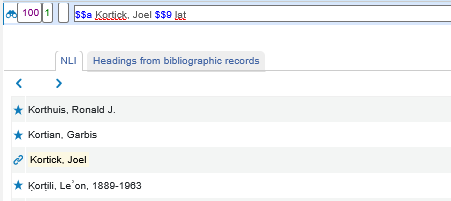 100 1 $$a Kortick, Joel $$9 lat
NLI Headings from bibliographic records
Korthuis, Ronald J.
Kortian, Garbis
Kortick, Joel
Ḳorṭili, Leʾon, 1889-1963